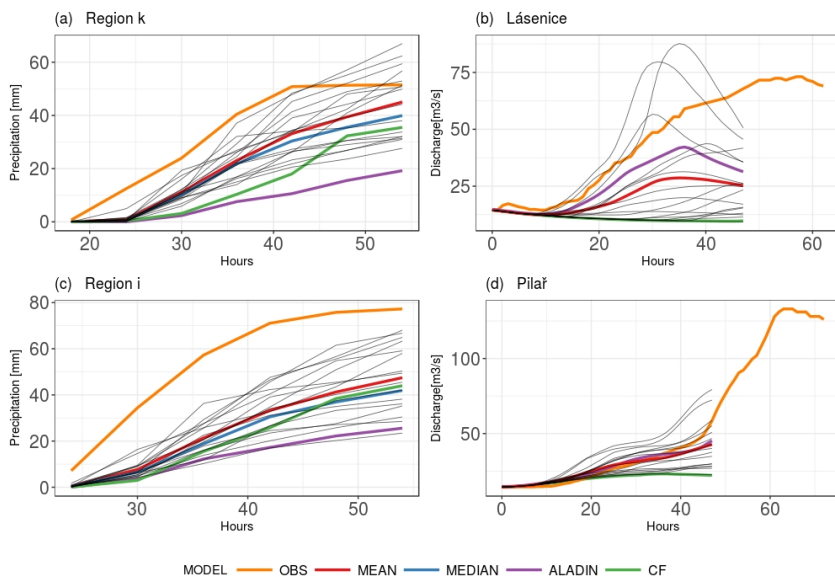 (a) Region k
Precipitation [mm]
60
40
20
0
20 30 40 50
Hours
(b) Lásenice
Discharge[m3/s]
75
50
25
0 20 40 60
Hours
(c) Region i
Precipitation [mm]
80
60
40
20
0
30 40 50
Hours
(d) Pilař
Discharge[m3/s]
100
50
0 20 40 60
Hours
MODEL OBS MEAN MEDIAN ALADIN CF